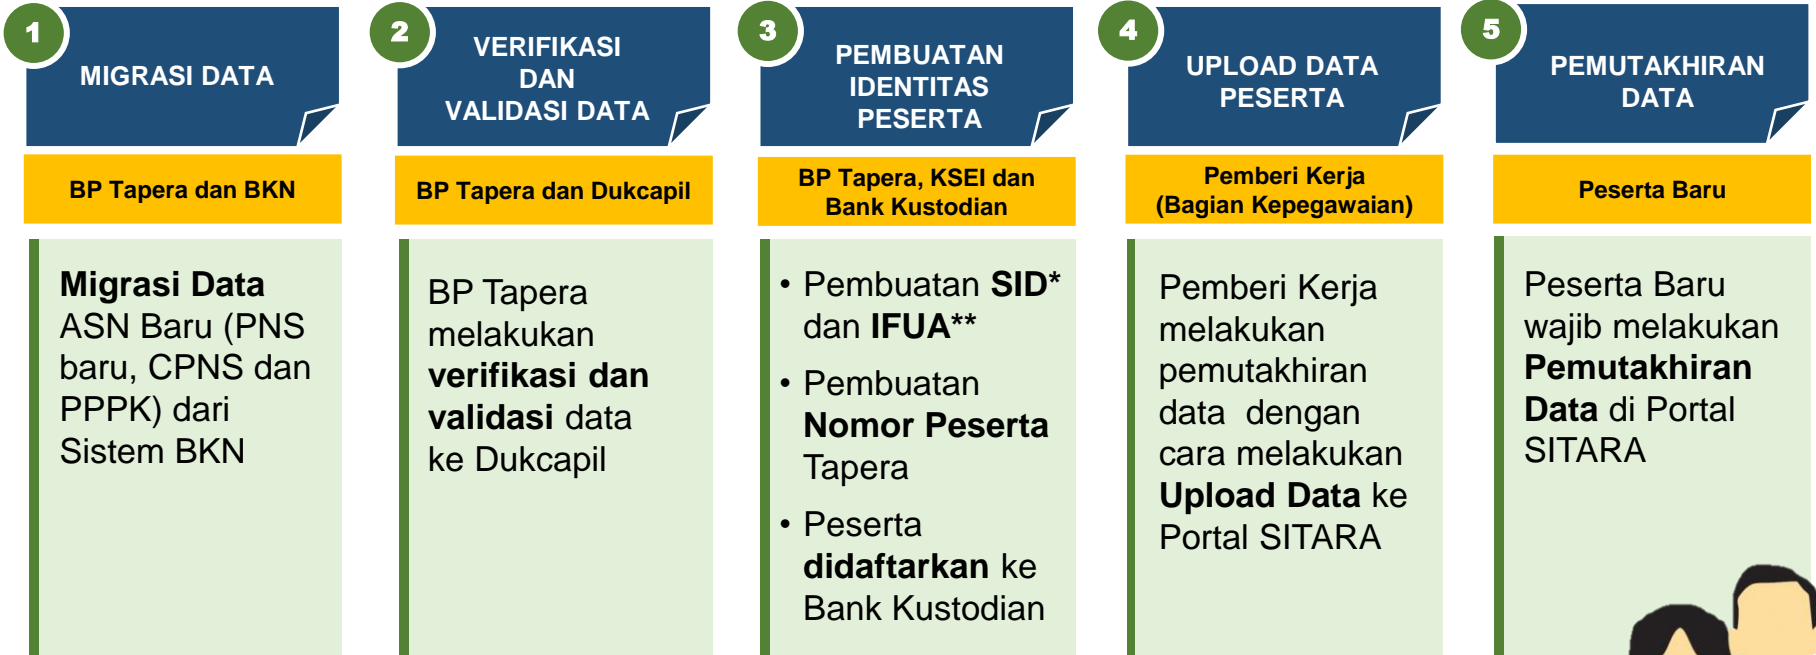 1
MIGRASI DATA
BP Tapera dan BKN
Migrasi Data
ASN Baru (PNS
baru, CPNS dan
PPPK) dari
Sistem BKN
2
VERIFIKASI
DAN
VALIDASI DATA
BP Tapera dan Dukcapil
BP Tapera
melakukan
verifikasi dan
validasi data
ke Dukcapil
3
PEMBUATAN
IDENTITAS
PESERTA
BP Tapera, KSEI dan
Bank Kustodian
• Pembuatan SID*
dan IFUA**
• Pembuatan
Nomor Peserta
Tapera
• Peserta
didaftarkan ke
Bank Kustodian
4
UPLOAD DATA
PESERTA
Pemberi Kerja
(Bagian Kepegawaian)
Pemberi Kerja
melakukan
pemutakhiran
data dengan
cara melakukan
Upload Data ke
Portal SITARA
5
PEMUTAKHIRAN
DATA
Peserta Baru
Peserta Baru
wajib melakukan
Pemutakhiran
Data di Portal
SITARA